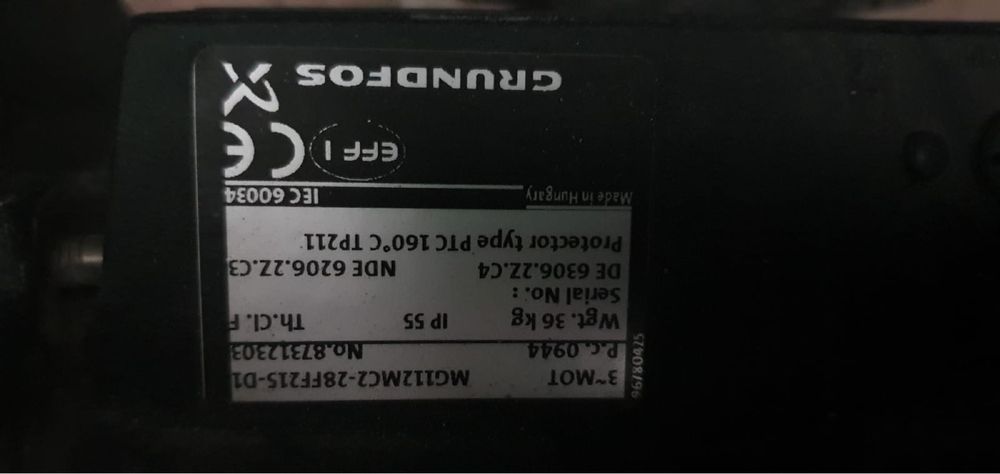 3~MOT MG112MC2-28FF215-D1
P.c. 0944 No.87312303
Wgt. 36 kg IP 55 Th.Cl. F
Serial No. :
DE 6306.2Z.C4 NDE 6206.2Z.C3
Protector type PTC 160°C TP211
Made in Hungary IEC 60034
EFF 1 CE
GRUNDFOS X
96780425